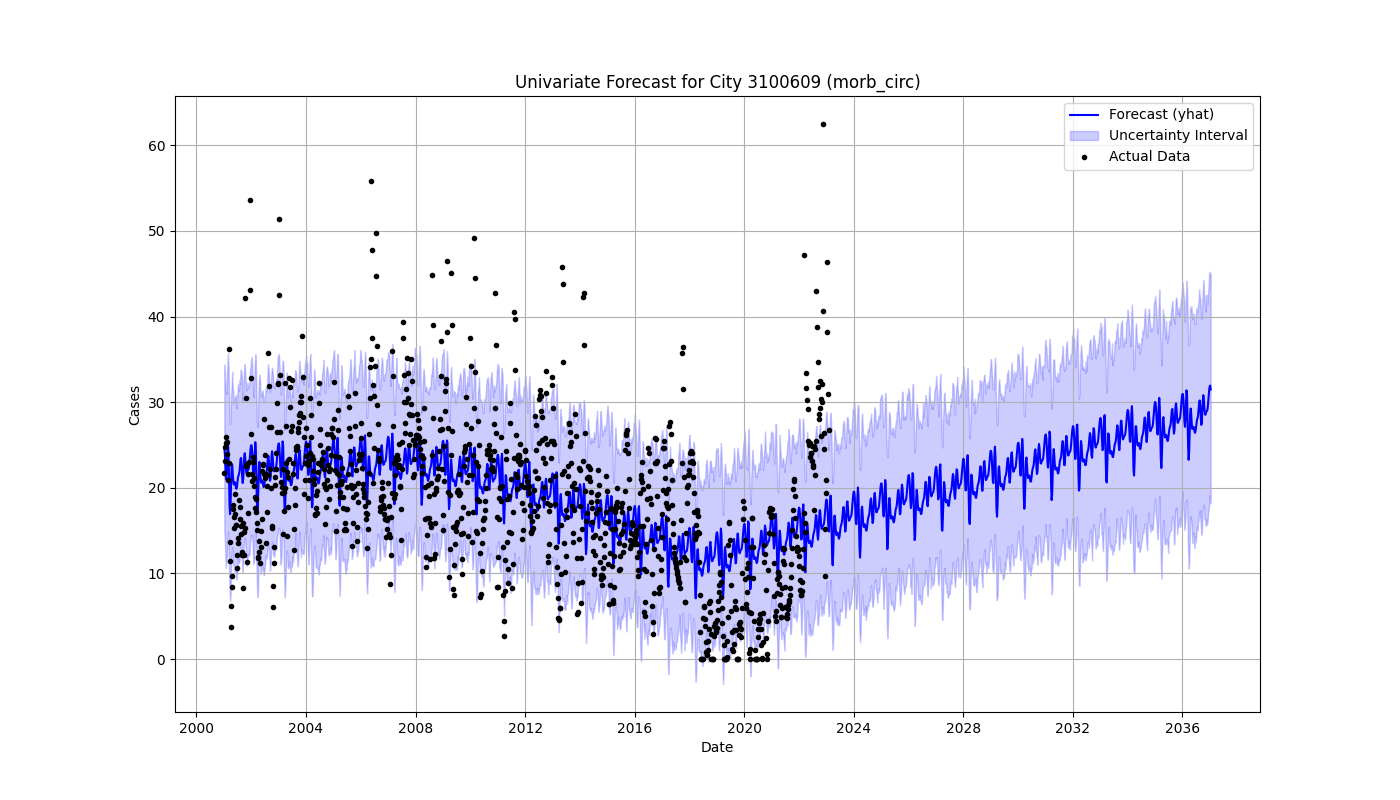 Univariate Forecast for City 3100609 (morb_circ)
Forecast (yhat)
Uncertainty Interval
Actual Data
Cases
60
50
40
30
20
10
0
2000 2004 2008 2012 2016 2020 2024 2028 2032 2036
Date